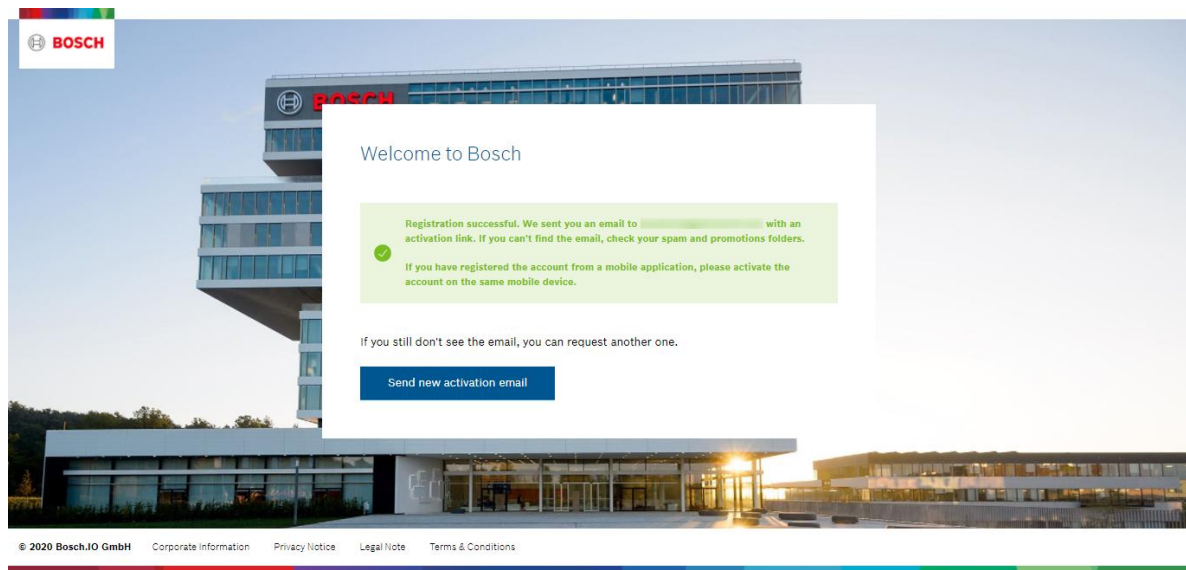 BOSCH
BOSCH
Welcome to Bosch
Registration successful. We sent you an email to with an
activation link. If you can't find the email, check your spam and promotions folders.
If you have registered the account from a mobile application, please activate the
account on the same mobile device.
If you still don't see the email, you can request another one.
Send new activation email
© 2020 Bosch.IO GmbH Corporate Information Privacy Notice Legal Note Terms & Conditions